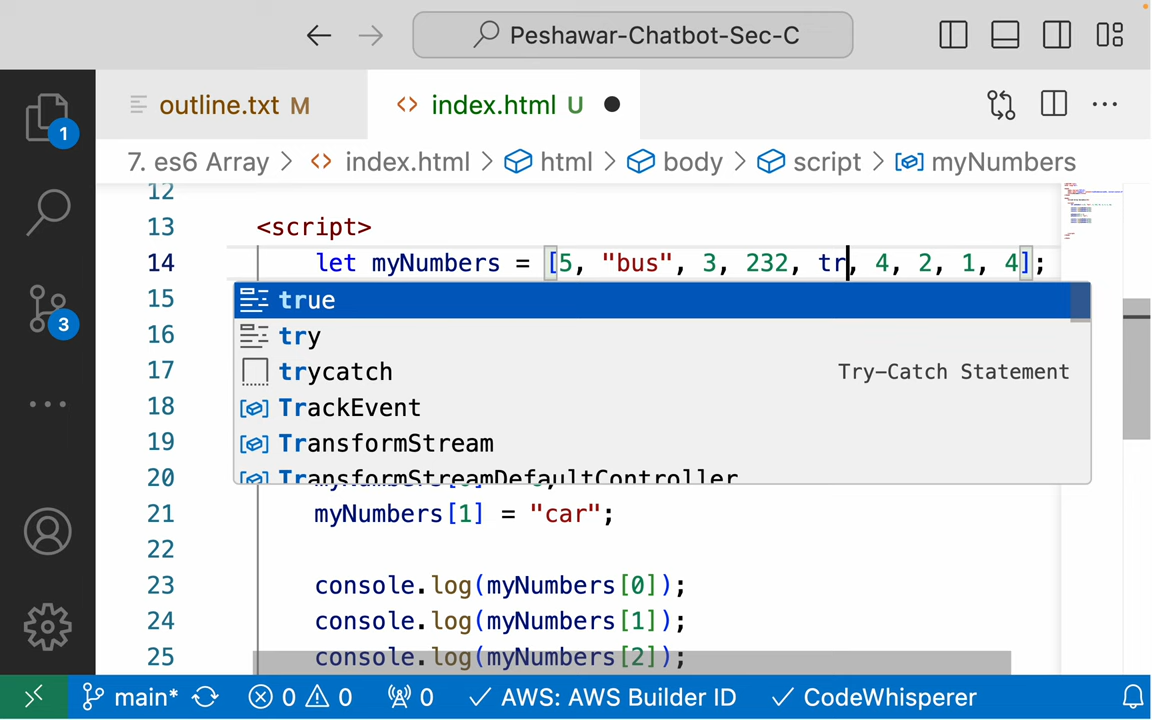 Peshawar-Chatbot-Sec-C
outline.txt M
index.html U
1
7. es6 Array > index.html > html > body > script > myNumbers
12
13 <script>
14 let myNumbers = [5, "bus", 3, 232, tr, 4, 2, 1, 4];
15 true
16 try
17 trycatch Try-Catch Statement
18 TrackEvent
19 TransformStream
20 TransformStreamDefaultController
21 myNumbers[1] = "car";
22
23 console.log(myNumbers[0]);
24 console.log(myNumbers[1]);
25 console.log(myNumbers[2]);
3
main* 0 0 0 AWS: AWS Builder ID CodeWhisperer